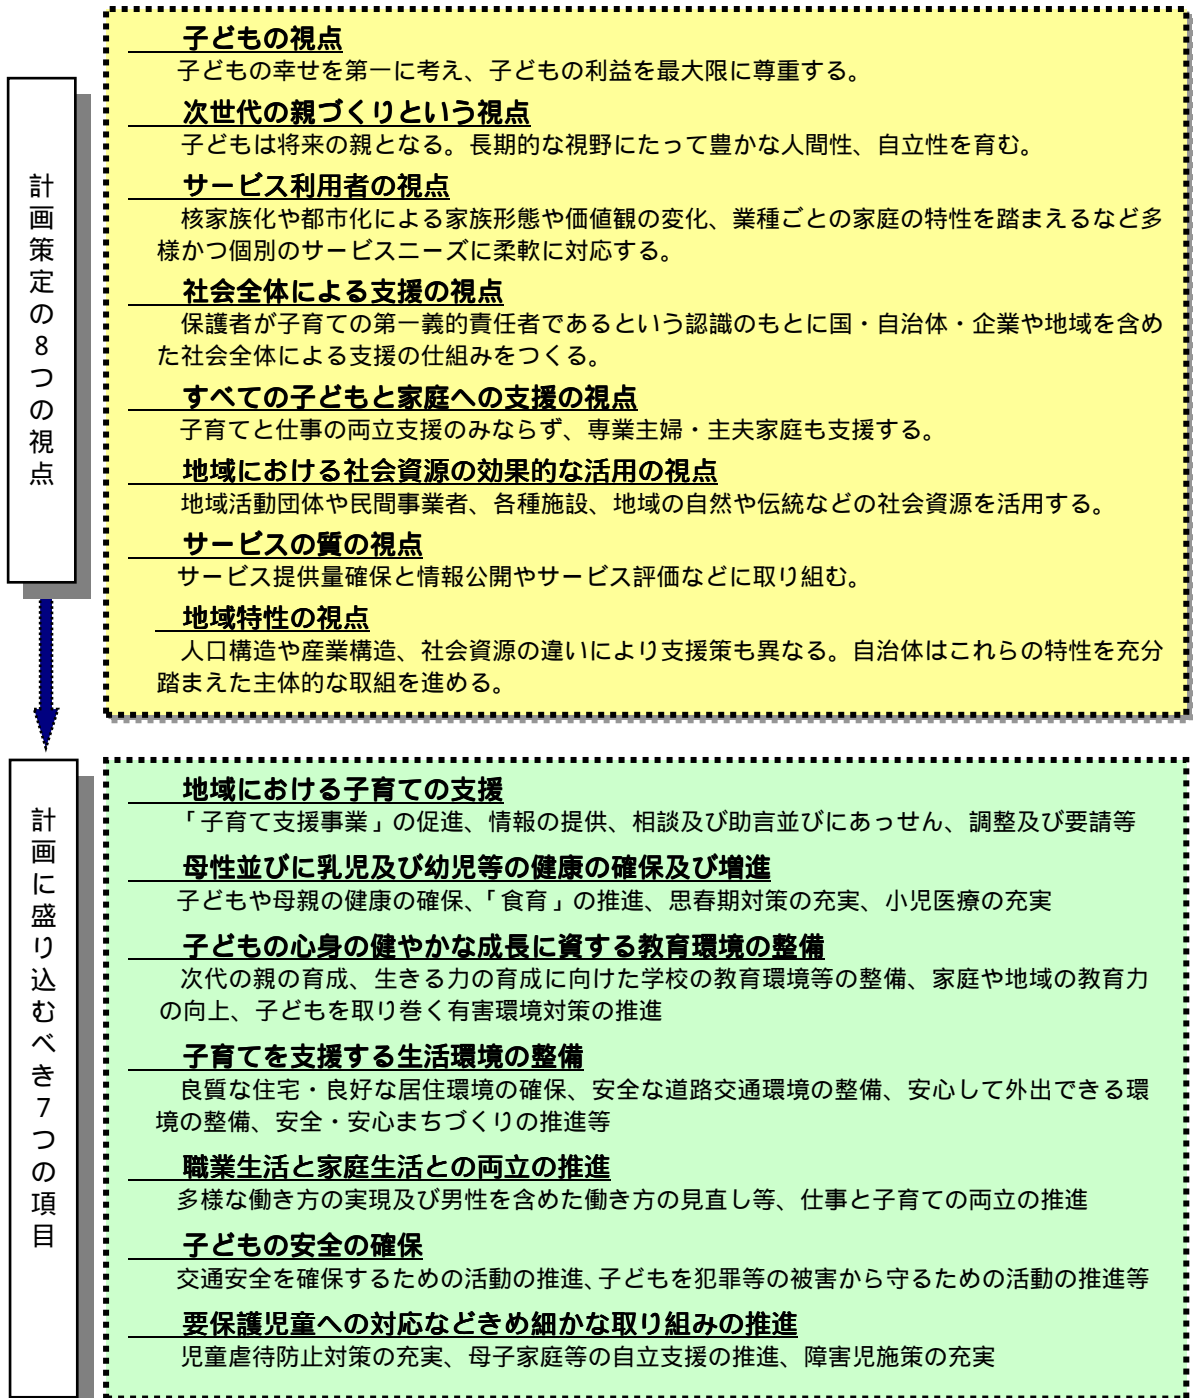 計画策定の8つの視点
子どもの視点
子どもの幸せを第一に考え、子どもの利益を最大限に尊重する。
次世代の親づくりという視点
子どもは将来の親となる。長期的な視野にたって豊かな人間性、自立性を育む。
サービス利用者の視点
核家族化や都市化による家族形態や価値観の変化、業種ごとの家庭の特性を踏まえるなど多
様かつ個別のサービスニーズに柔軟に対応する。
社会全体による支援の視点
保護者が子育ての第一義的責任者であるという認識のもとに国・自治体・企業や地域を含め
た社会全体による支援の仕組みをつくる。
すべての子どもと家庭への支援の視点
子育てと仕事の両立支援のみならず、専業主婦・主夫家庭も支援する。
地域における社会資源の効果的な活用の視点
地域活動団体や民間事業者、各種施設、地域の自然や伝統などの社会資源を活用する。
サービスの質の視点
サービス提供量確保と情報公開やサービス評価などに取り組む。
地域特性の視点
人口構造や産業構造、社会資源の違いにより支援策も異なる。自治体はこれらの特性を充分
踏まえた主体的な取組を進める。
計画に盛り込むべき7つの項目
地域における子育ての支援
「子育て支援事業」の促進、情報の提供、相談及び助言並びにあっせん、調整及び要請等
母性並びに乳児及び幼児等の健康の確保及び増進
子どもや母親の健康の確保、「食育」の推進、思春期対策の充実、小児医療の充実
子どもの心身の健やかな成長に資する教育環境の整備
次代の親の育成、生きる力の育成に向けた学校の教育環境等の整備、家庭や地域の教育力
の向上、子どもを取り巻く有害環境対策の推進
子育てを支援する生活環境の整備
良質な住宅・良好な居住環境の確保、安全な道路交通環境の整備、安心して外出できる環
境の整備、安全・安心まちづくりの推進等
職業生活と家庭生活との両立の推進
多様な働き方の実現及び男性を含めた働き方の見直し等、仕事と子育ての両立の推進
子どもの安全の確保
交通安全を確保するための活動の推進、子どもを犯罪等の被害から守るための活動の推進等
要保護児童への対応などきめ細かな取り組みの推進
児童虐待防止対策の充実、母子家庭等の自立支援の推進、障害児施策の充実